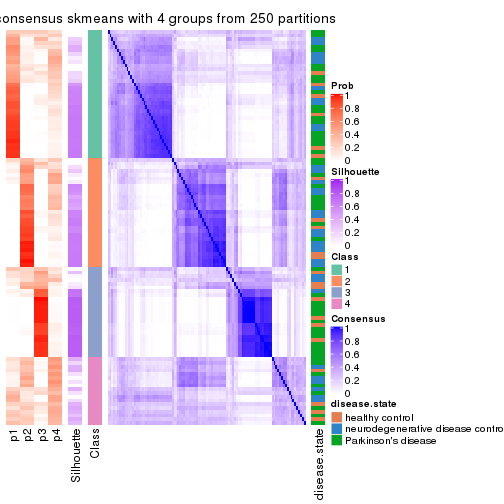 consensus skmeans with 4 groups from 250 partitions
Prob
1
0.8
0.6
0.4
0.2
0
Silhouette
1
0.8
0.6
0.4
0.2
0
Class
1
2
3
4
Consensus
1
0.8
0.6
0.4
0.2
0
disease.state
healthy control
neurodegenerative disease contro
Parkinson's disease
p1
p2
p3
p4
Silhouette
Class
disease.state